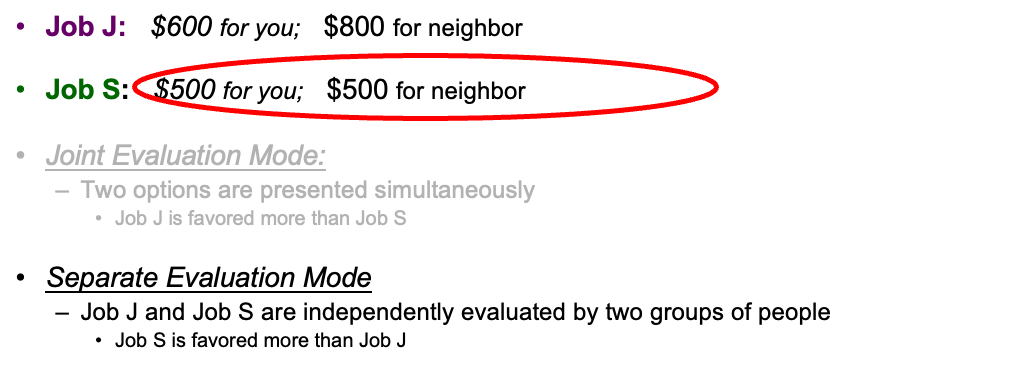 • Job J: $600 for you; $800 for neighbor
• Job S: $500 for you; $500 for neighbor
• Joint Evaluation Mode:
– Two options are presented simultaneously
• Job J is favored more than Job S
• Separate Evaluation Mode
– Job J and Job S are independently evaluated by two groups of people
• Job S is favored more than Job J